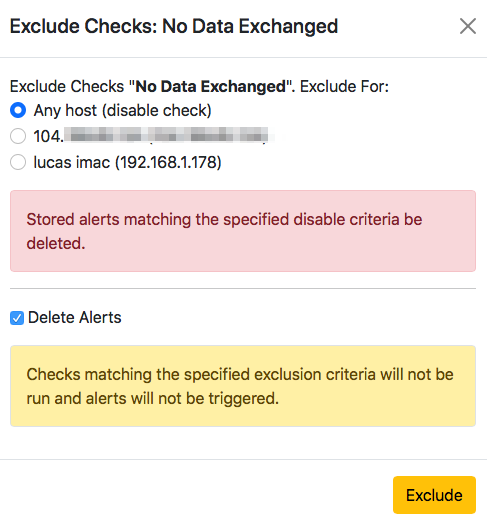 Exclude Checks: No Data Exchanged
Exclude Checks "No Data Exchanged". Exclude For:
Any host (disable check)
104.
lucas imac (192.168.1.178)
Stored alerts matching the specified disable criteria be
deleted.
Delete Alerts
Checks matching the specified exclusion criteria will not be
run and alerts will not be triggered.
Exclude